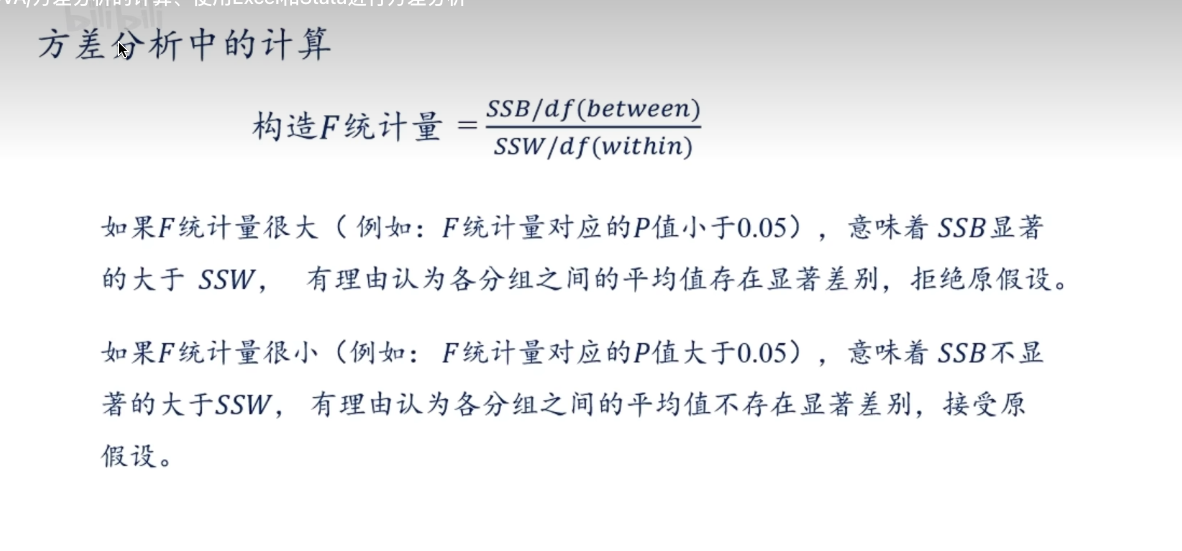 方差分析的计算、使用Excel和Stata进行方差分析
bilibili
方差分析中的计算
构造F统计量 = SSB/df(between)
SSW/df(within)
如果F统计量很大（ 例如：F统计量对应的P值小于0.05），意味着 SSB显著
的大于 SSW， 有理由认为各分组之间的平均值存在显著差别，拒绝原假设。
如果F统计量很小（例如： F统计量对应的P值大于0.05），意味着 SSB不显
著的大于SSW， 有理由认为各分组之间的平均值不存在显著差别，接受原
假设。